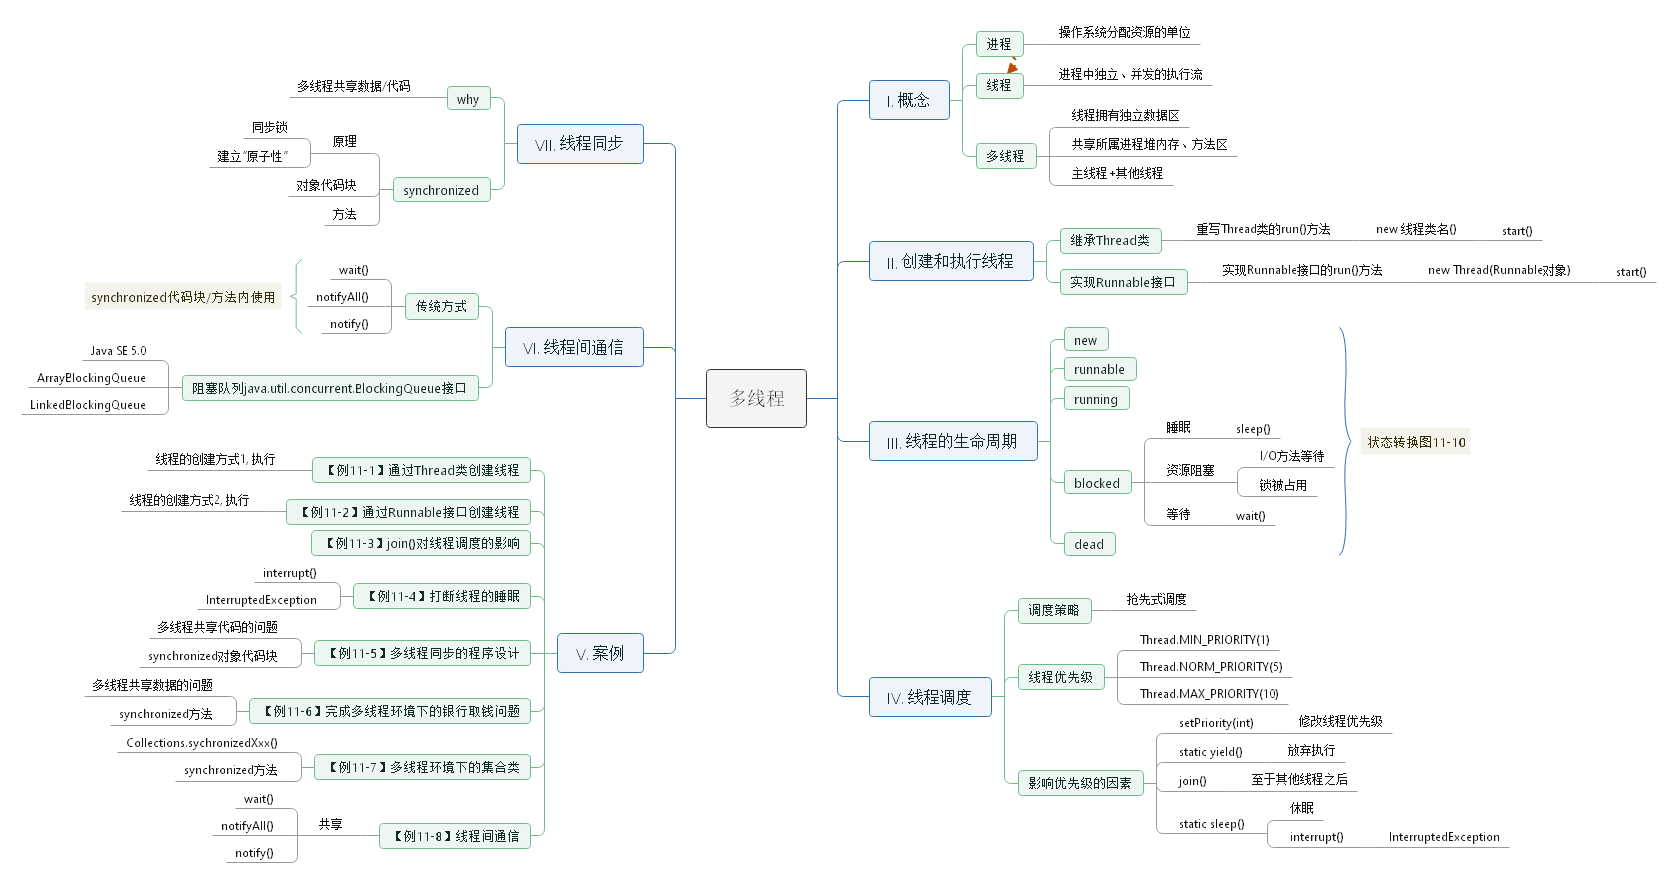 多线程
I. 概念
进程
操作系统分配资源的单位
线程
进程中独立、并发的执行流
多线程
线程拥有独立数据区
共享所属进程堆内存、方法区
主线程+其他线程
II. 创建和执行线程
继承Thread类
重写Thread类的run()方法
new 线程类名()
start()
实现Runnable接口
实现Runnable接口的run()方法
new Thread(Runnable对象)
start()
III. 线程的生命周期
new
runnable
running
blocked
睡眠
sleep()
资源阻塞
I/O方法等待
锁被占用
等待
wait()
dead
状态转换图11-10
IV. 线程调度
调度策略
抢先式调度
线程优先级
Thread.MIN_PRIORITY(1)
Thread.NORM_PRIORITY(5)
Thread.MAX_PRIORITY(10)
影响优先级的因素
setPriority(int)
修改线程优先级
static yield()
放弃执行
join()
至于其他线程之后
static sleep()
休眠
interrupt()
InterruptedException
VII. 线程同步
why
多线程共享数据/代码
synchronized
原理
同步锁
建立“原子性”
对象代码块
方法
VI. 线程间通信
传统方式
wait()
notifyAll()
notify()
synchronized代码块/方法内使用
阻塞队列java.util.concurrent.BlockingQueue接口
Java SE 5.0
ArrayBlockingQueue
LinkedBlockingQueue
V. 案例
【例11-1】通过Thread类创建线程
线程的创建方式1, 执行
【例11-2】通过Runnable接口创建线程
线程的创建方式2, 执行
【例11-3】join()对线程调度的影响
【例11-4】打断线程的睡眠
interrupt()
InterruptedException
【例11-5】多线程同步的程序设计
多线程共享代码的问题
synchronized对象代码块
【例11-6】完成多线程环境下的银行取钱问题
多线程共享数据的问题
synchronized方法
【例11-7】多线程环境下的集合类
Collections.sychronizedXxx()
synchronized方法
【例11-8】线程间通信
共享
wait()
notifyAll()
notify()